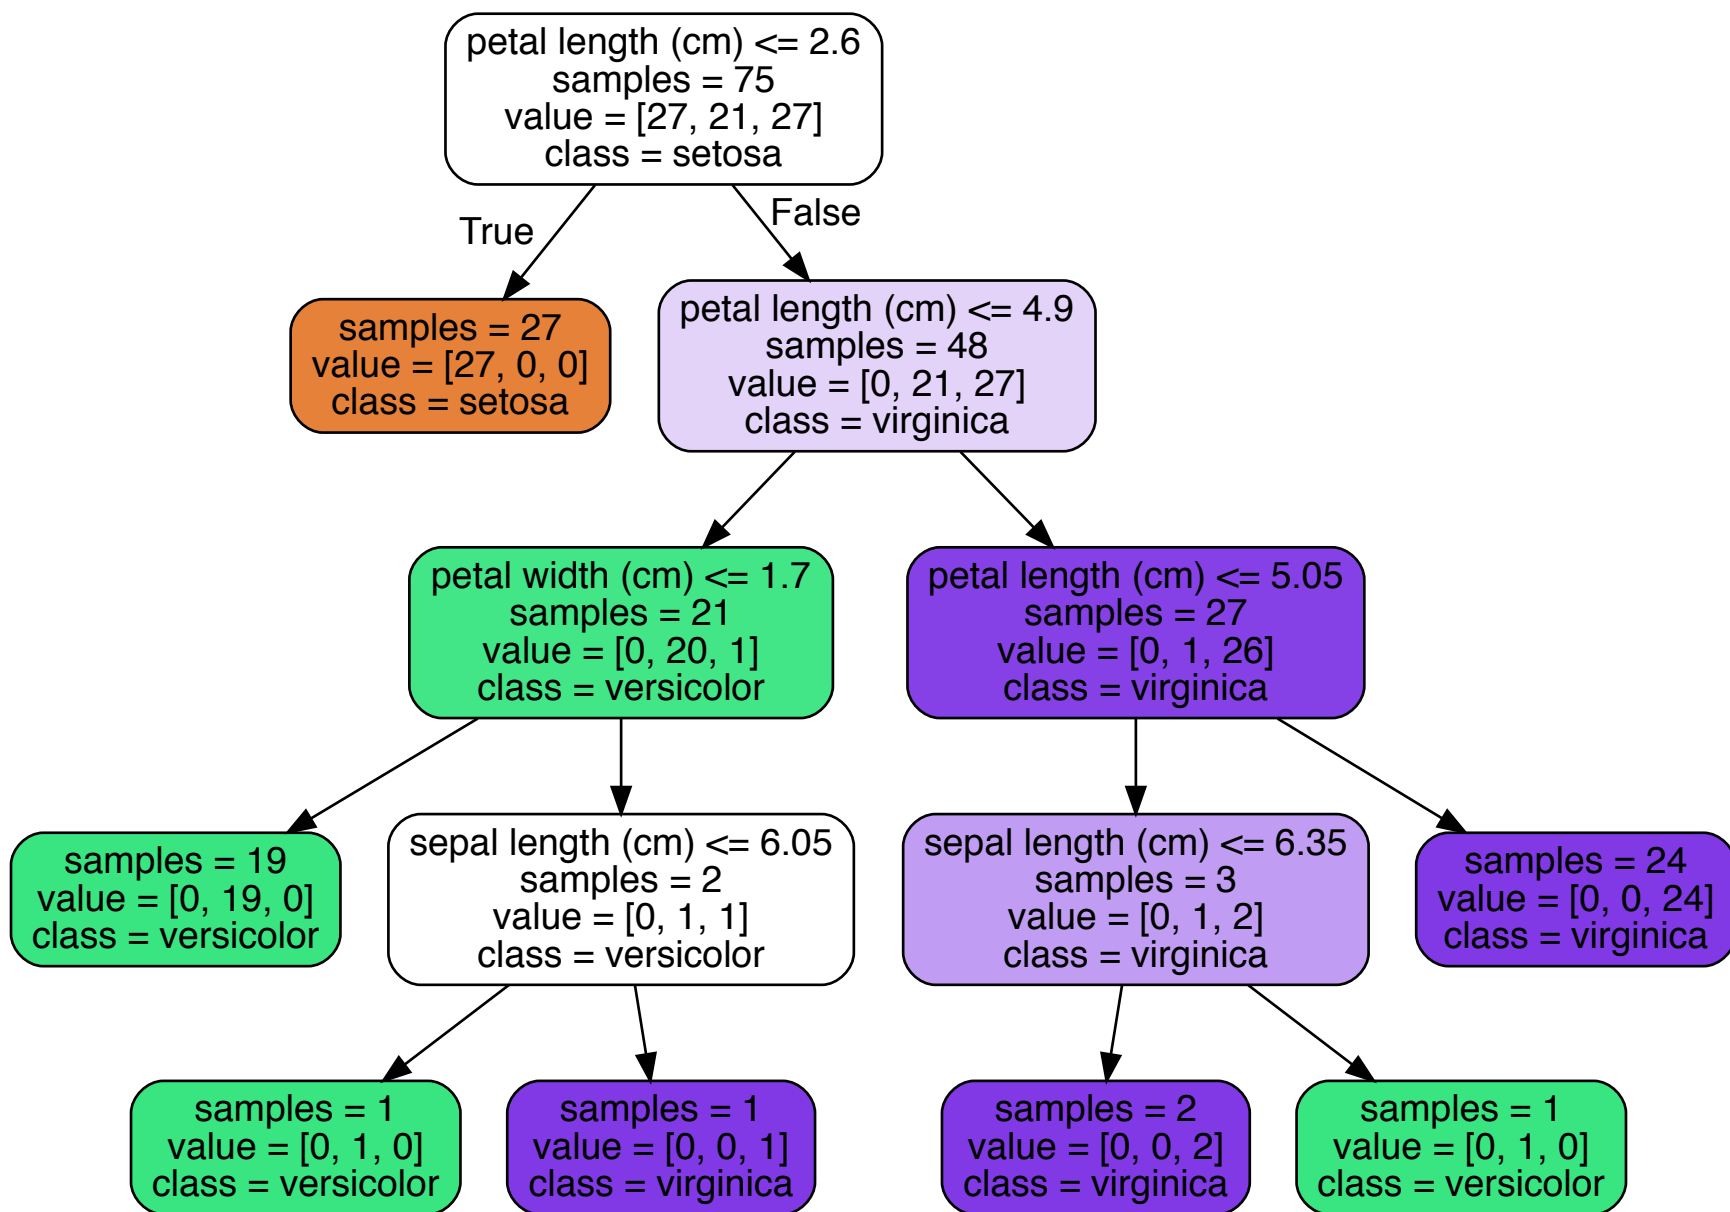 petal length (cm) <= 2.6
samples = 75
value = [27, 21, 27]
class = setosa
True
False
samples = 27
value = [27, 0, 0]
class = setosa
petal length (cm) <= 4.9
samples = 48
value = [0, 21, 27]
class = virginica
petal width (cm) <= 1.7
samples = 21
value = [0, 20, 1]
class = versicolor
petal length (cm) <= 5.05
samples = 27
value = [0, 1, 26]
class = virginica
samples = 19
value = [0, 19, 0]
class = versicolor
sepal length (cm) <= 6.05
samples = 2
value = [0, 1, 1]
class = versicolor
sepal length (cm) <= 6.35
samples = 3
value = [0, 1, 2]
class = virginica
samples = 24
value = [0, 0, 24]
class = virginica
samples = 1
value = [0, 1, 0]
class = versicolor
samples = 1
value = [0, 0, 1]
class = virginica
samples = 2
value = [0, 0, 2]
class = virginica
samples = 1
value = [0, 1, 0]
class = versicolor